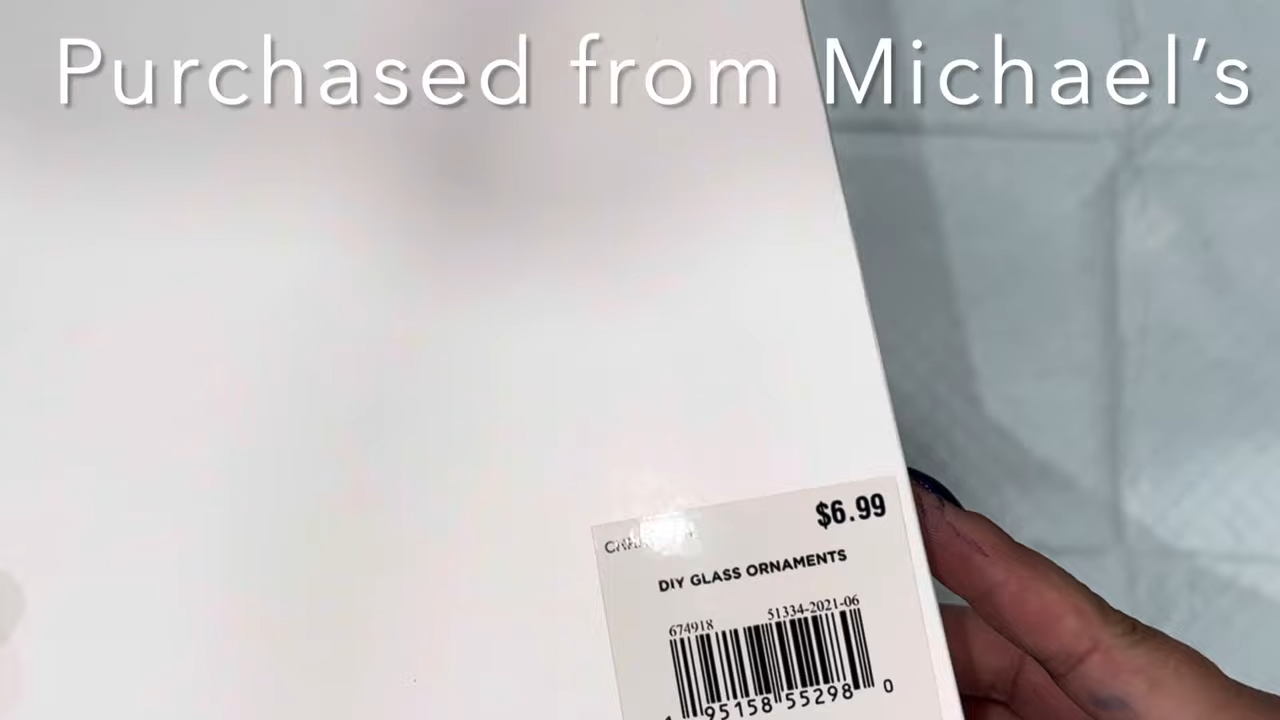 Purchased from Michael's
$6.99
DIY GLASS ORNAMENTS
674918 51334-2021-06
95158 55298 0